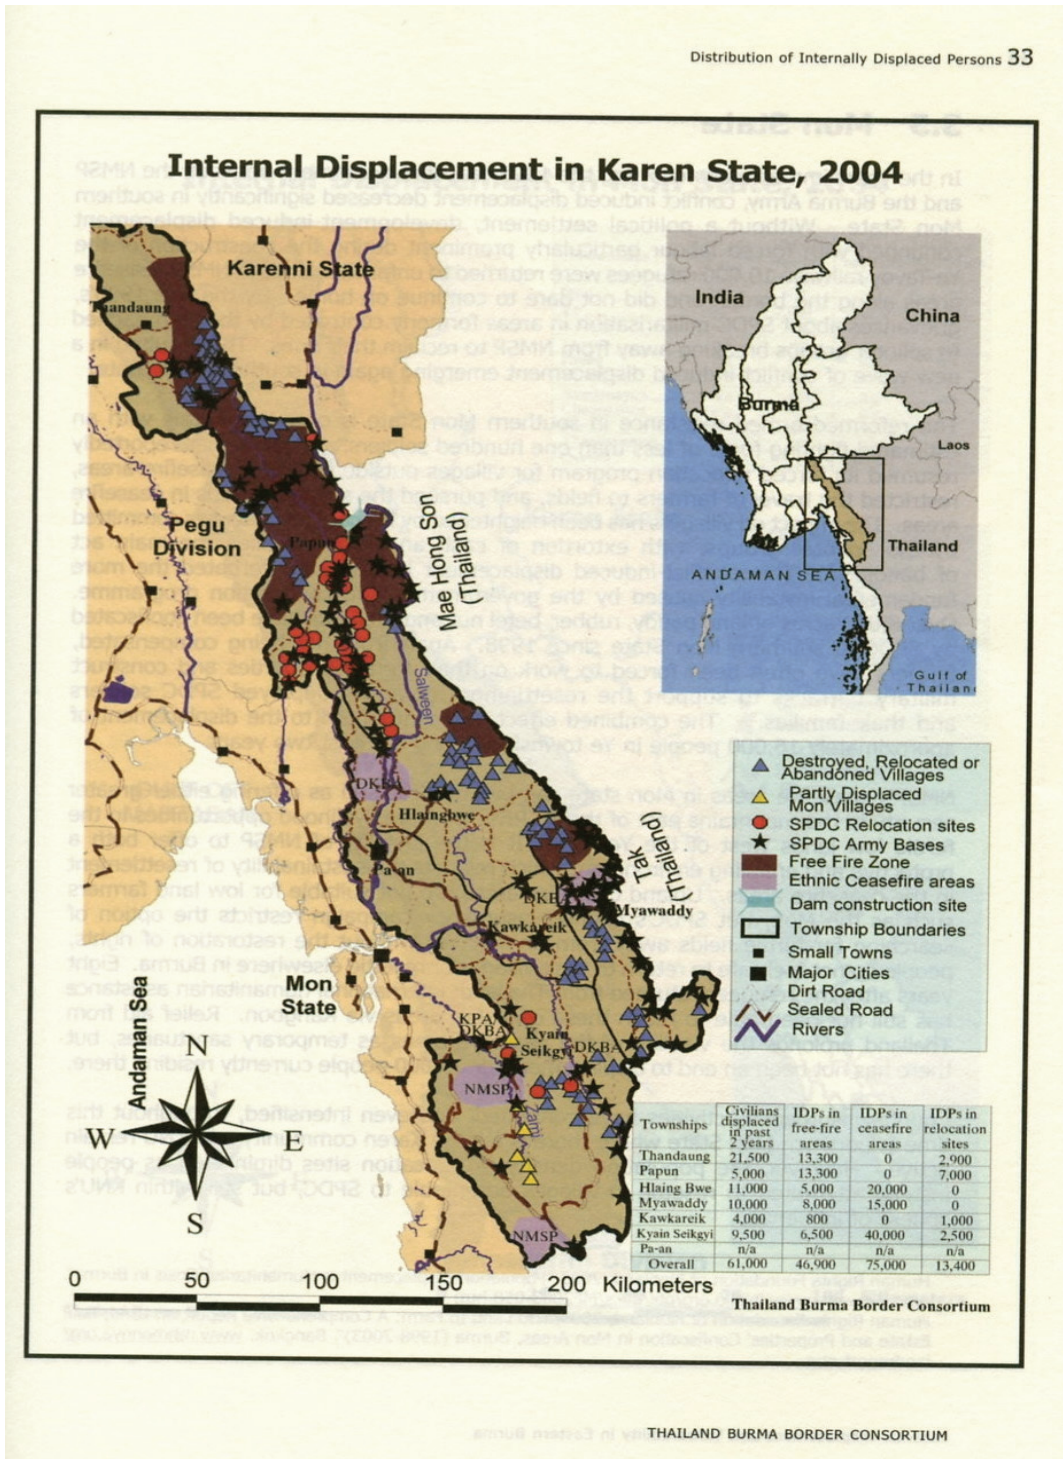 Distribution of Internally Displaced Persons 33
Internal Displacement in Karen State, 2004
Karenni State
India
China
Burma
Laos
Thailand
ANDAMAN SEA
Gulf of
Thailand
Pegu
Division
Papun
Mae Hong Son
(Thailand)
Salween
DKBA
Hlaingbwe
Pa-an
Tak
(Thailand)
DKBA
Myawaddy
Kawkareik
Mon
State
KPA
DKBA
Kyain
Seikgyi
DKBA
NMSP
Zami
NMSP
Andaman Sea
N
W
E
S
Destroyed, Relocated or
Abandoned Villages
Partly Displaced
Mon Villages
SPDC Relocation sites
SPDC Army Bases
Free Fire Zone
Ethnic Ceasefire areas
Dam construction site
Township Boundaries
Small Towns
Major Cities
Dirt Road
Sealed Road
Rivers
Townships Civilians displaced in past 2 years IDPs in free-fire areas IDPs in ceasefire areas IDPs in relocation sites
Thandaung 21,500 13,300 0 2,900
Papun 5,000 13,300 0 7,000
Hlaing Bwe 11,000 5,000 20,000 0
Myawaddy 10,000 8,000 15,000 0
Kawkareik 4,000 800 0 1,000
Kyain Seikgyi 9,500 6,500 40,000 2,500
Pa-an n/a n/a n/a n/a
Overall 61,000 46,900 75,000 13,400
0 50 100 150 200 Kilometers
Thailand Burma Border Consortium
THAILAND BURMA BORDER CONSORTIUM